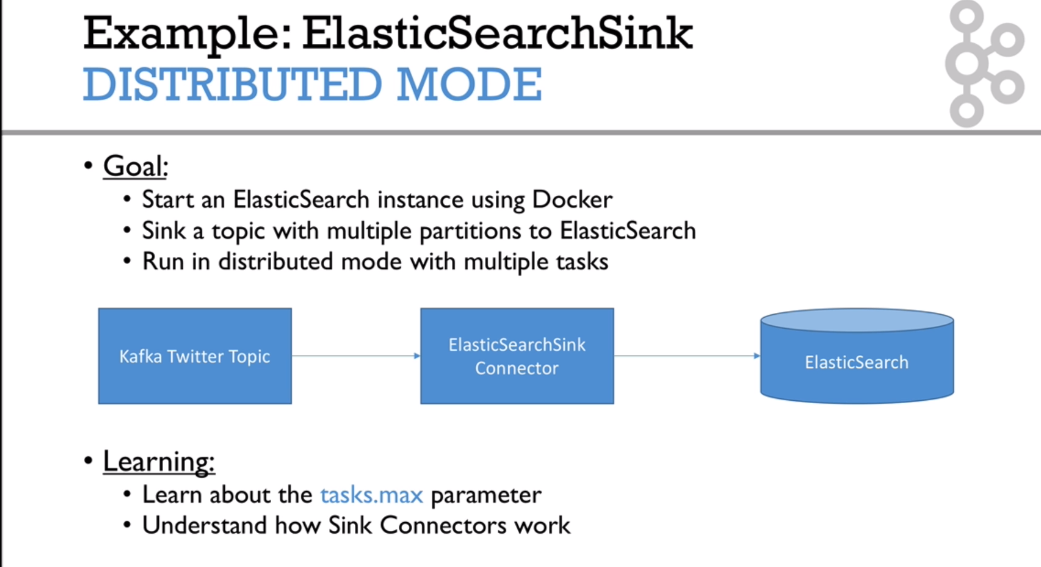 Example: ElasticSearchSink
DISTRIBUTED MODE
• Goal:
• Start an ElasticSearch instance using Docker
• Sink a topic with multiple partitions to ElasticSearch
• Run in distributed mode with multiple tasks
Kafka Twitter Topic
ElasticSearchSink
Connector
ElasticSearch
• Learning:
• Learn about the tasks.max parameter
• Understand how Sink Connectors work